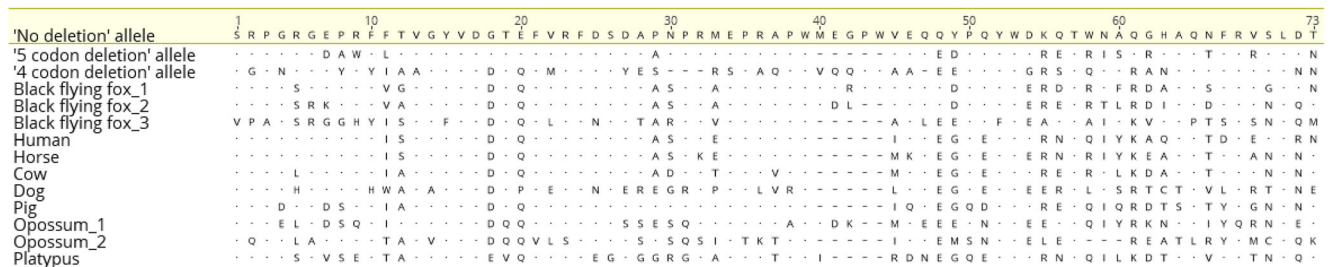 1 10 20 30 40 50 60 73
'No deletion' allele S R P G R G E P R F F T V G Y V D G T E F V R F D S D A P N P R M E P R A P W M E G P W V E Q Q Y P Q Y W D K Q T W N A Q G H A Q N F R V S L D T
'5 codon deletion' allele · · · · · · D A W · L · · · · · · · · · · · · · · · · · A · · · · · · · · · · - - - - - · · · E D · · · · · R E · R I S · R · · · T · · R · · · N
'4 codon deletion' allele · G · N · · · Y · Y I A A · · · · D · Q · M · · · · Y E S - - - R S · A Q · · V Q Q · · A A · E E · · · · G R S · Q · · R A N · · · · · · · · N N
Black flying fox_1 · · · · S · · · · · V G · · · · · D · Q · · · · · · · · A S · · A · · · · · · · · R - - · · · · D · · · · E R D · R · F R D A · · S · · · G · · N
Black flying fox_2 · · · · S R K · · · V A · · · · · D · Q · · · · · · · · A S · · A · · · · · · · D L - - · · · · D · · · · E R E · R T L R D I · · D · · · N · Q ·
Black flying fox_3 V P A · S R G G H Y I S · · F · · D · Q · L · · N · · T A R · · V · · · · · · - - - - - A · L E E · · F · E A · · A I · K V · · P T S · S N · Q M
Human · · · · · · · · · · I S · · · · · D · Q · · · · · · · · A S · · E · · · · · · - - - - - I · · E G · E · · · R N · Q I Y K A Q · · T D · E · · R N
Horse · · · · · · · · · · I S · · · · · D · Q · · · · · · · · A S · K E · · · · · · - - - - - M K · E G · E · · E R N · R I Y K E A · · T · · A N · N ·
Cow · · · · L · · · · · I A · · · · · D · Q · · · · · · · · A D · · T · · · V · · - - - - - M · · E G · E · · · R E · R · L K D A · · T · · · N · N ·
Dog · · · · H · · · · H W A · A · · · D · P · E · · N · E R E G R · P · · L V R · - - - - - L · · E G · E · · E E R · L · S R T C T · V L · R T · N E
Pig · · · D · · D S · · I A · · · · · D · Q · · · · · · · · · · · · · · · · · · · - - - - - I Q · E G Q D · · · R E · Q I Q R D T S · T Y · G N · N ·
Opossum_1 · · · E L · D S Q · I · · · · · · D Q Q · · · · · · S S E S Q · · · · · · A · · D K - - M · E E E · N · · E E · · Q I Y R K N · · I Y Q R N · E ·
Opossum_2 · Q · · L A · · · · T A · V · · · D Q Q V L S · · · · S · S Q S I · T K T · · - - - - - I · · E M S N · · E L E · - - - R E A T L R Y · M C · Q K
Platypus · · · · S · V S E · T A · · · · · E V Q · · · · E G · G G R G · A · · · T · · I - - - - R D N E G Q E · · · R N · Q I L K D T · · V · · T N · Q ·